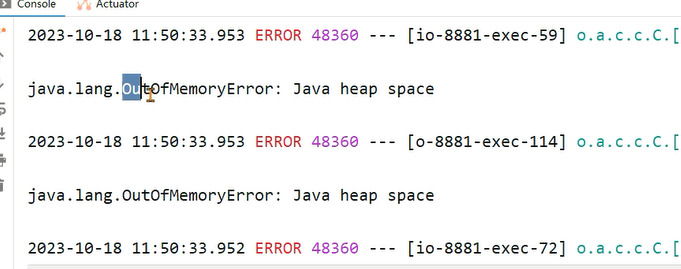 Console Actuator
2023-10-18 11:50:33.953 ERROR 48360 --- [io-8881-exec-59] o.a.c.c.C.[
java.lang.OutOfMemoryError: Java heap space
2023-10-18 11:50:33.953 ERROR 48360 --- [o-8881-exec-114] o.a.c.c.C.[
java.lang.OutOfMemoryError: Java heap space
2023-10-18 11:50:33.952 ERROR 48360 --- [io-8881-exec-72] o.a.c.c.C.[